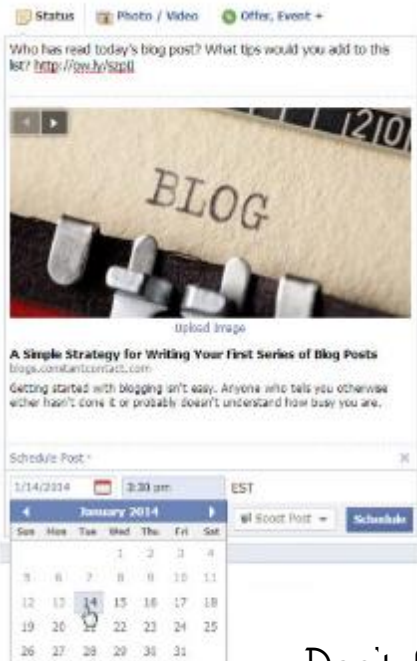 Status Photo / Video Offer, Event +
Who has read today's blog post? What tips would you add to this
list?
210
BLOG
Upload Image
A Simple Strategy for Writing Your First Series of Blog Posts
blogs.constantcontact.com
Getting started with blogging isn't easy. Anyone who tells you otherwise
either hasn't done it or probably doesn't understand how busy you are.
Schedule Post
1/14/2014 3:30 pm EST
January 2014
Boost Post Schedule
Sun Mon Tue Wed Thu Fri Sat
1 2 3 4
5 6 7 8 9 10 11
12 13 14 15 16 17 18
19 20 21 22 23 24 25
26 27 28 29 30 31
Don't